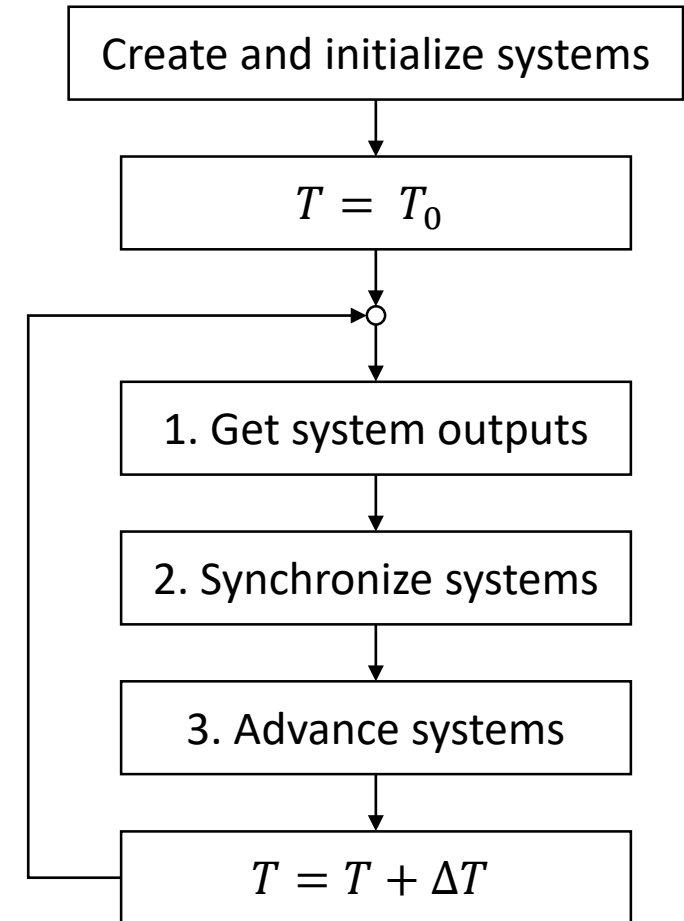 Create and initialize systems
T = T₀
1. Get system outputs
2. Synchronize systems
3. Advance systems
T = T + ΔT